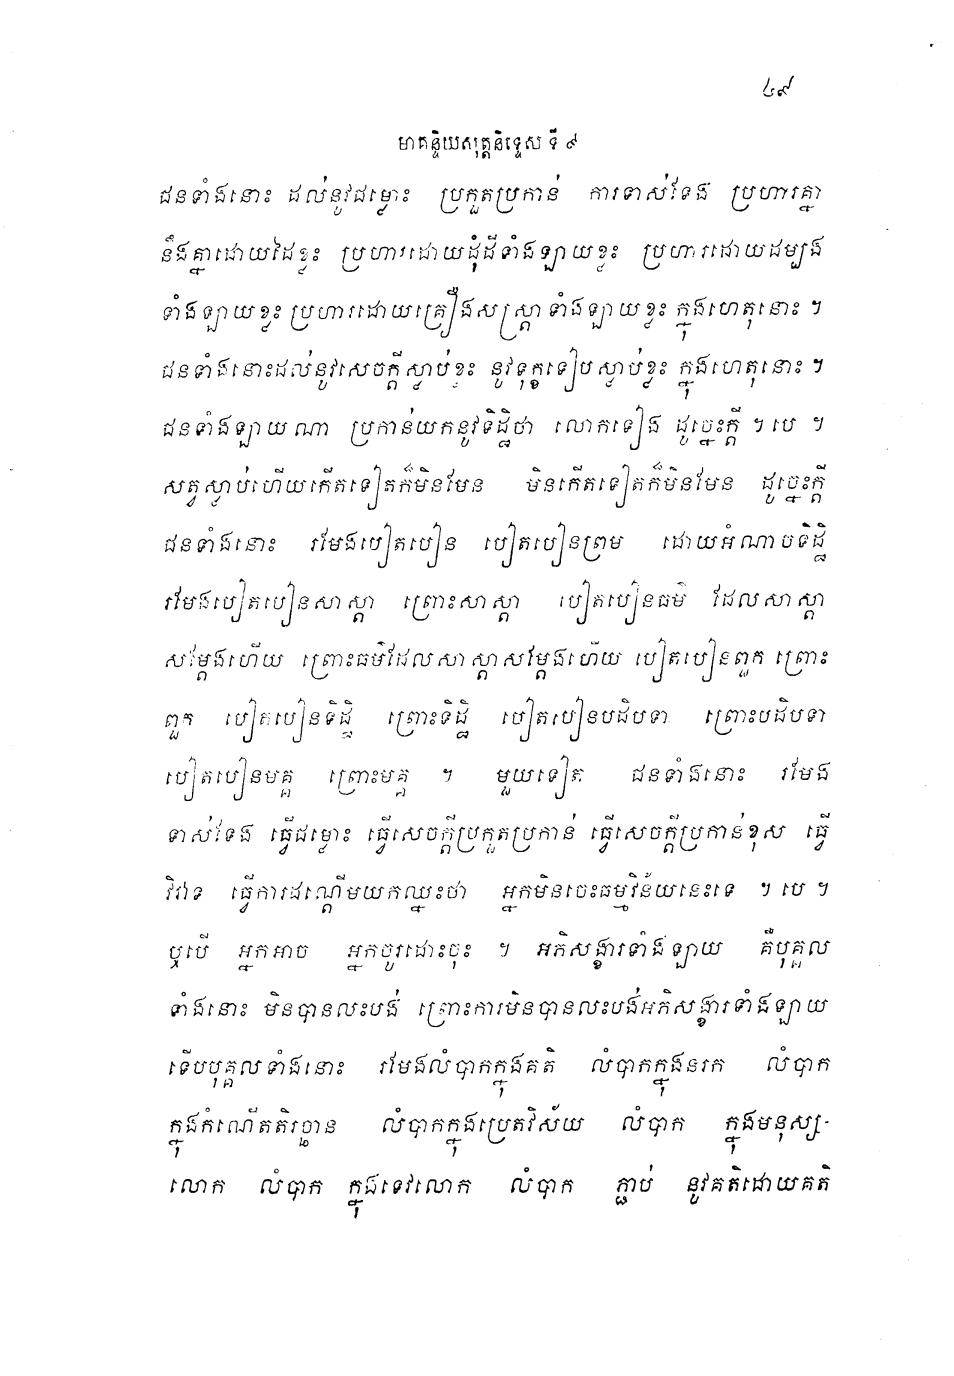 ៤៩
មាគន្ទិយសុត្តនិទ្ទេស ទី ៩
ជនទាំងនោះ ដល់នូវជម្លោះ ប្រកួតប្រកាន់ ការទាស់ទែង ប្រហារគ្នា
នឹងគ្នាដោយដៃខ្លះ ប្រហារដោយដុំដីទាំងឡាយខ្លះ ប្រហារដោយដម្បង
ទាំងឡាយខ្លះ ប្រហារដោយគ្រឿងសស្ត្រាទាំងឡាយខ្លះ ក្នុងហេតុនោះ ។
ជនទាំងនោះដល់នូវសេចក្តីស្លាប់ខ្លះ នូវទុក្ខទៀបស្លាប់ខ្លះ ក្នុងហេតុនោះ ។
ជនទាំងឡាយណា ប្រកាន់យកនូវទិដ្ឋិថា លោកទៀង ដូច្នេះក្តី ។ បេ ។
សត្វស្លាប់ហើយកើតទៀតក៏មិនមែន មិនកើតទៀតក៏មិនមែន ដូច្នេះក្តី
ជនទាំងនោះ រមែងបៀតបៀន បៀតបៀនព្រម ដោយអំណាចទិដ្ឋិ
រមែងបៀតបៀនសាស្តា ព្រោះសាស្តា បៀតបៀនធម៌ ដែលសាស្តា
សម្តែងហើយ ព្រោះធម៌ដែលសាស្តាសម្តែងហើយ បៀតបៀនពួក ព្រោះ
ពួក បៀតបៀនទិដ្ឋិ ព្រោះទិដ្ឋិ បៀតបៀនបដិបទា ព្រោះបដិបទា
បៀតបៀនមគ្គ ព្រោះមគ្គ ។ មួយទៀត ជនទាំងនោះ រមែង
ទាស់ទែង ធ្វើជម្លោះ ធ្វើសេចក្តីប្រកួតប្រកាន់ ធ្វើសេចក្តីប្រកាន់ខុស ធ្វើ
វិវាទ ធ្វើការដណ្តើមយកឈ្នះថា អ្នកមិនចេះធម្មវិន័យនេះទេ ។ បេ ។
ឬបើ អ្នកអាច អ្នកចូរដោះចុះ ។ អភិសង្ខារទាំងឡាយ គឺបុគ្គល
ទាំងនោះ មិនបានលះបង់ ព្រោះការមិនបានលះបង់អភិសង្ខារទាំងឡាយ
ទើបបុគ្គលទាំងនោះ រមែងលំបាកក្នុងគតិ លំបាកក្នុងនរក លំបាក
ក្នុងកំណើតតិរច្ឆាន លំបាកក្នុងប្រេតវិស័យ លំបាក ក្នុងមនុស្ស-
លោក លំបាក ក្នុងទេវលោក លំបាក ភ្ជាប់ នូវគតិដោយគតិ